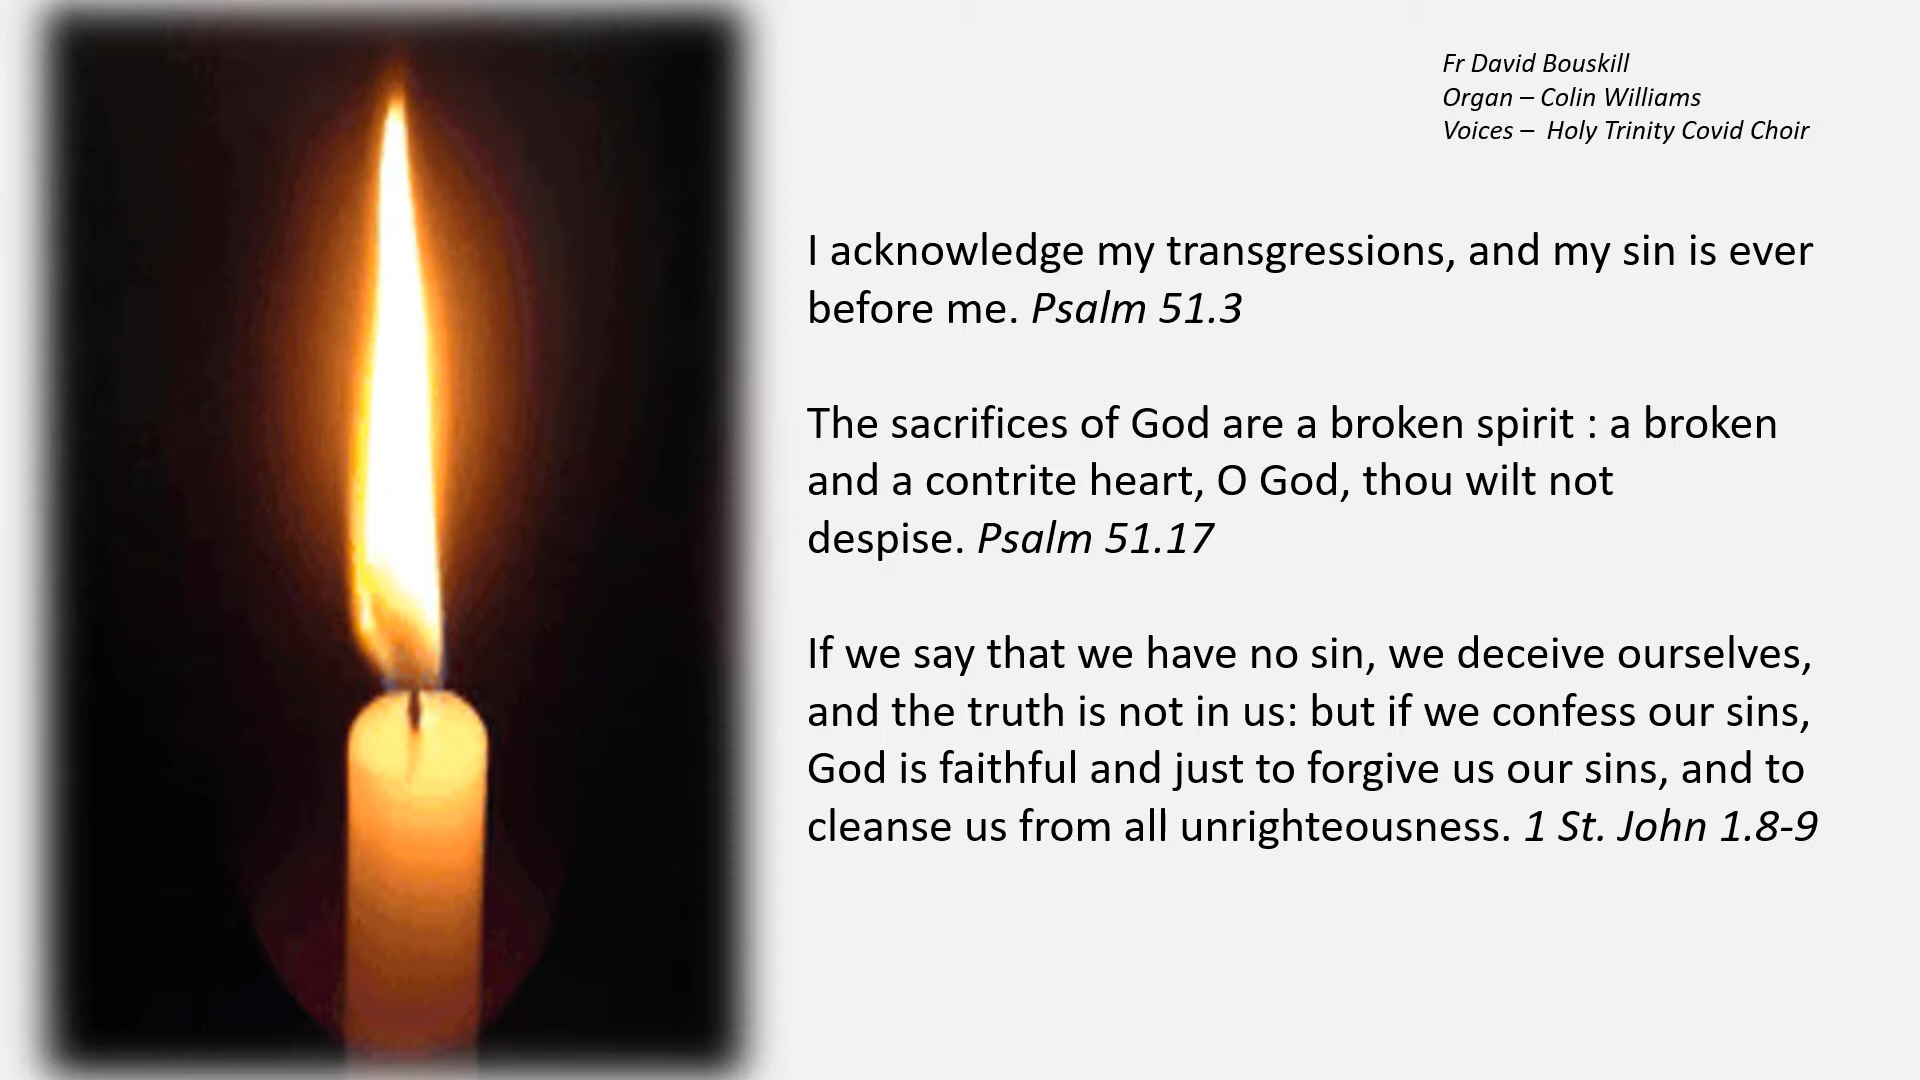 Fr David Bouskill
Organ – Colin Williams
Voices – Holy Trinity Covid Choir
I acknowledge my transgressions, and my sin is ever
before me. Psalm 51.3
The sacrifices of God are a broken spirit : a broken
and a contrite heart, O God, thou wilt not
despise. Psalm 51.17
If we say that we have no sin, we deceive ourselves,
and the truth is not in us: but if we confess our sins,
God is faithful and just to forgive us our sins, and to
cleanse us from all unrighteousness. 1 St. John 1.8-9